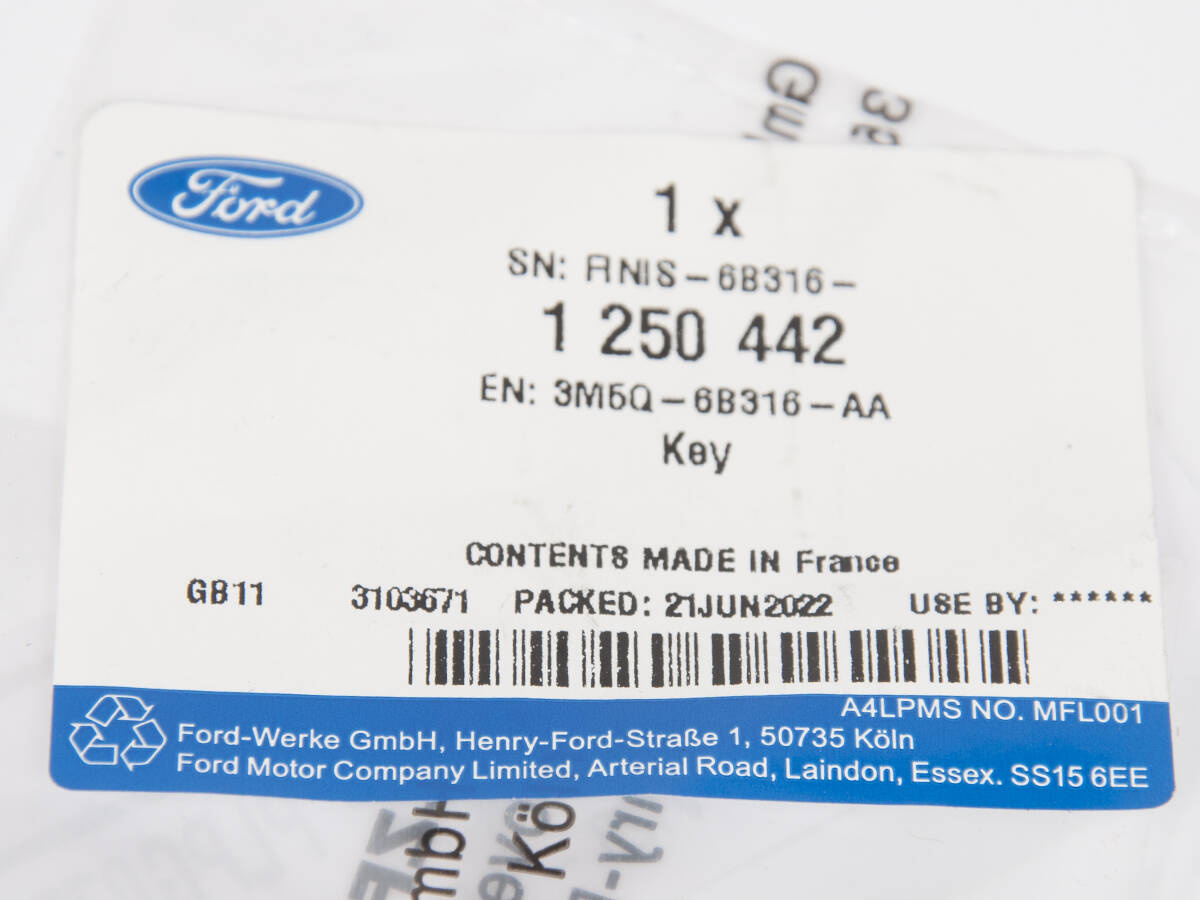 Ford
1 x
SN: FINIS-6B316-
1 250 442
EN: 3M5Q-6B316-AA
Key
CONTENTS MADE IN France
GB11 3103671 PACKED: 21JUN2022 USE BY: ******
A4LPMS NO. MFL001
Ford-Werke GmbH, Henry-Ford-Straße 1, 50735 Köln
Ford Motor Company Limited, Arterial Road, Laindon, Essex. SS15 6EE